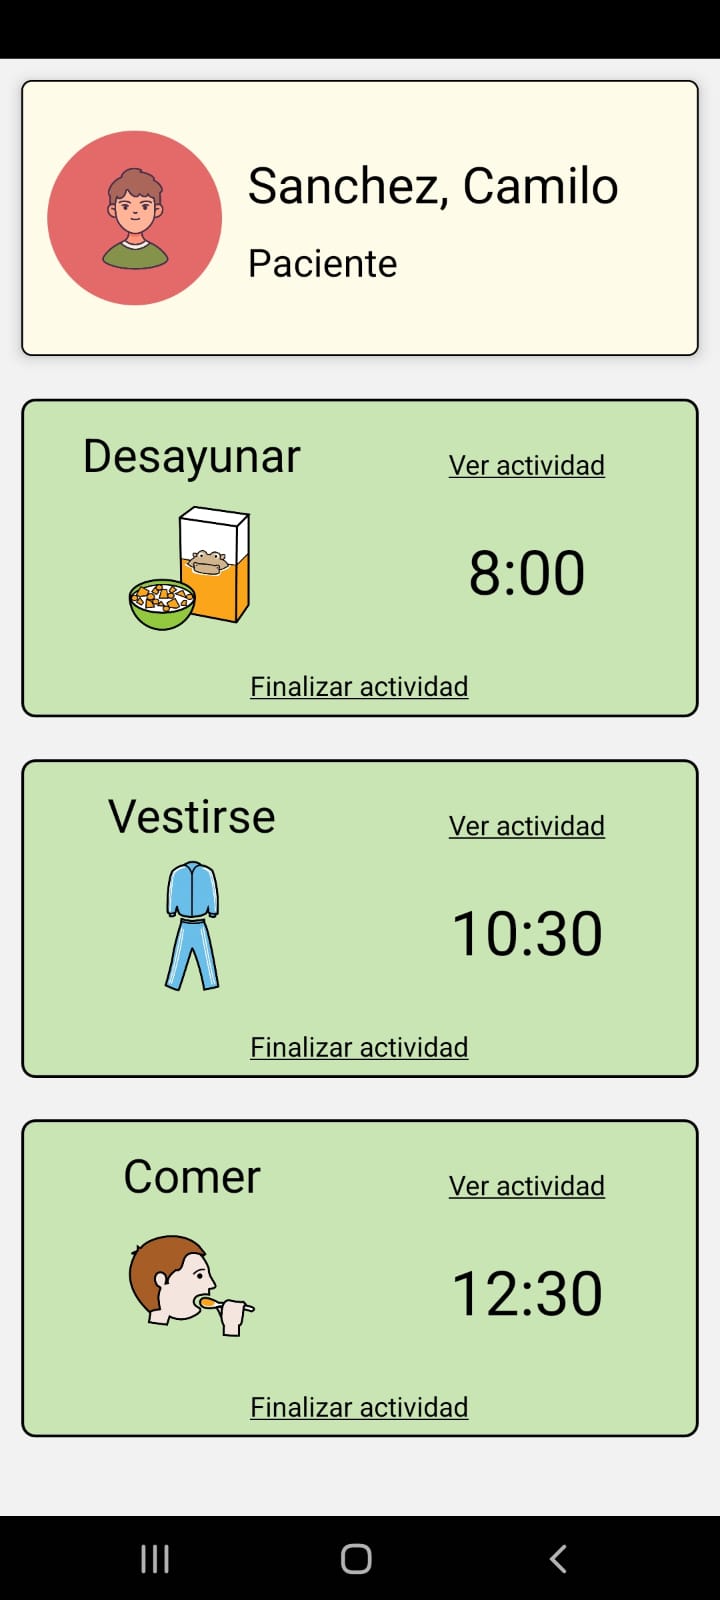 Sanchez, Camilo
Paciente
Desayunar
Ver actividad
8:00
Finalizar actividad
Vestirse
Ver actividad
10:30
Finalizar actividad
Comer
Ver actividad
12:30
Finalizar actividad